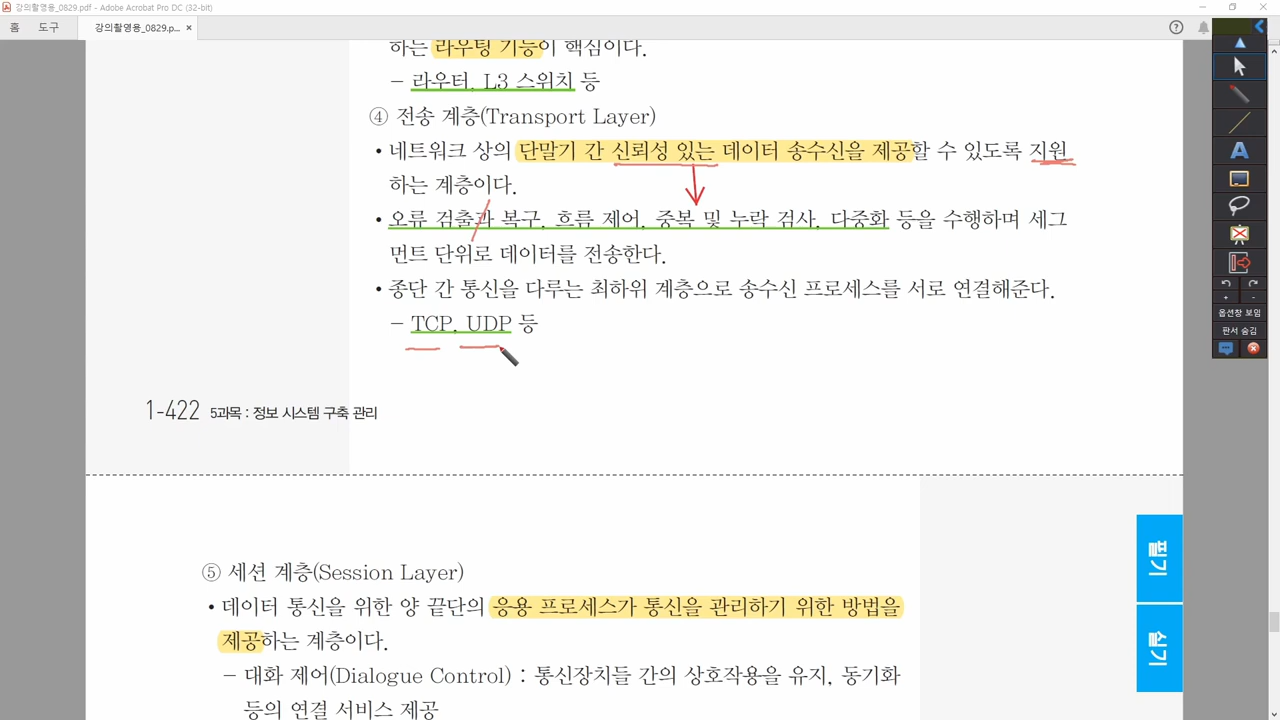 강의촬영용_0829.pdf - Adobe Acrobat Pro DC (32-bit)
홈 도구 강의촬영용_0829.p... ×
하는 라우팅 기능이 핵심이다.
– 라우터, L3 스위치 등
④ 전송 계층(Transport Layer)
• 네트워크 상의 단말기 간 신뢰성 있는 데이터 송수신을 제공할 수 있도록 지원
하는 계층이다.
• 오류 검출과 복구, 흐름 제어, 중복 및 누락 검사, 다중화 등을 수행하며 세그
먼트 단위로 데이터를 전송한다.
• 종단 간 통신을 다루는 최하위 계층으로 송수신 프로세스를 서로 연결해준다.
– TCP, UDP 등
1-422 5과목 : 정보 시스템 구축 관리
⑤ 세션 계층(Session Layer)
• 데이터 통신을 위한 양 끝단의 응용 프로세스가 통신을 관리하기 위한 방법을
제공하는 계층이다.
– 대화 제어(Dialogue Control) : 통신장치들 간의 상호작용을 유지, 동기화
등의 연결 서비스 제공
필기
실기
A
옵션창 보임
판서 숨김